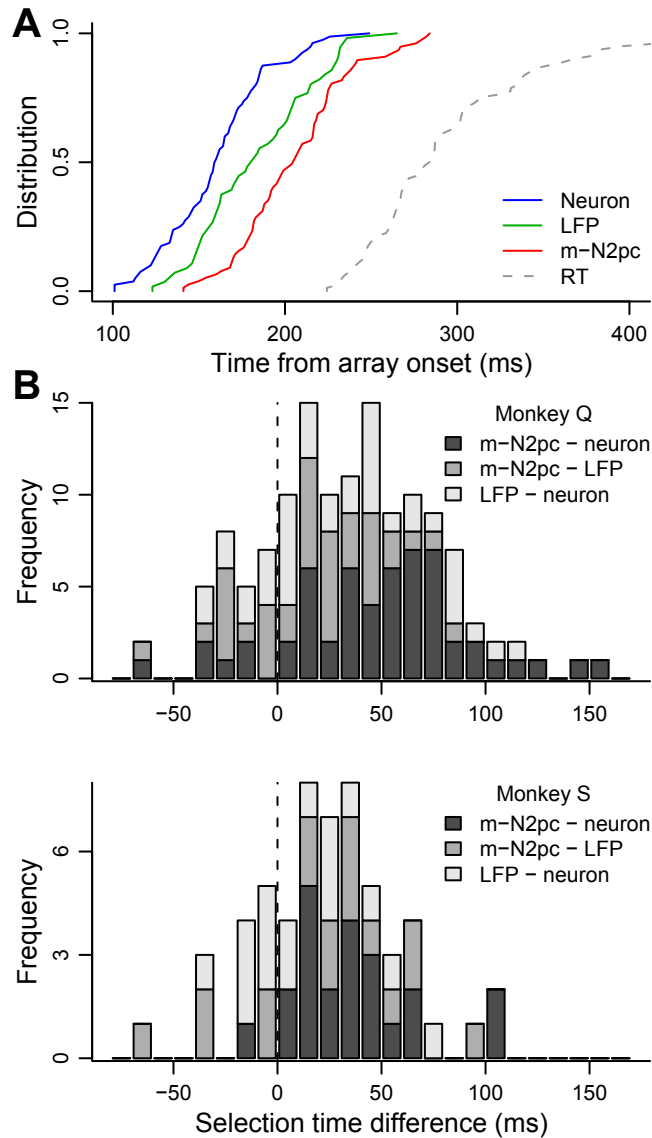 A
Distribution
0.0
0.5
1.0
Neuron
LFP
m−N2pc
RT
100
200
300
400
Time from array onset (ms)
B
Monkey Q
m−N2pc − neuron
m−N2pc − LFP
LFP − neuron
Frequency
0
5
10
15
−50
0
50
100
150
Monkey S
m−N2pc − neuron
m−N2pc − LFP
LFP − neuron
Frequency
0
3
6
−50
0
50
100
150
Selection time difference (ms)